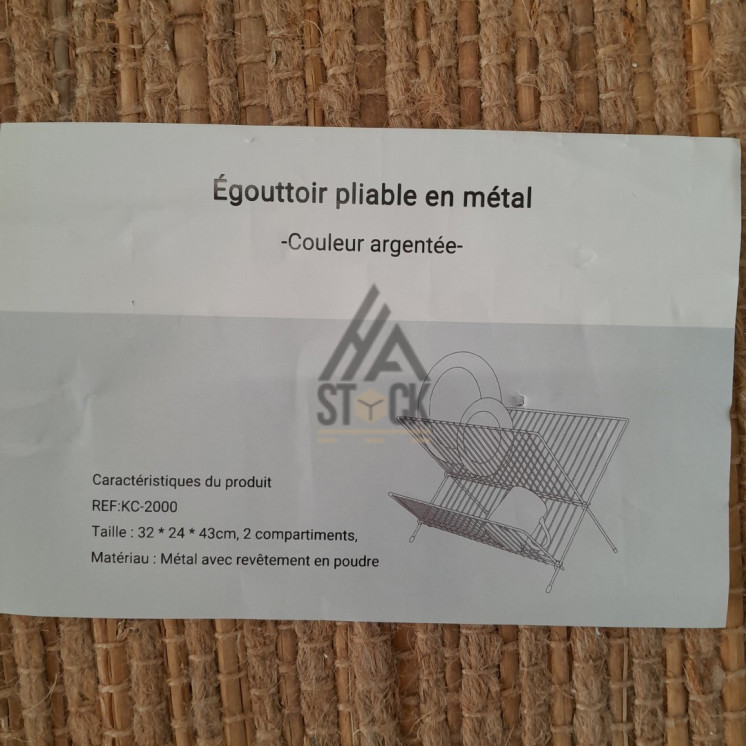 Égouttoir pliable en métal
-Couleur argentée-
HA
STOCK
Caractéristiques du produit
REF:KC-2000
Taille : 32 * 24 * 43cm, 2 compartiments,
Matériau : Métal avec revêtement en poudre